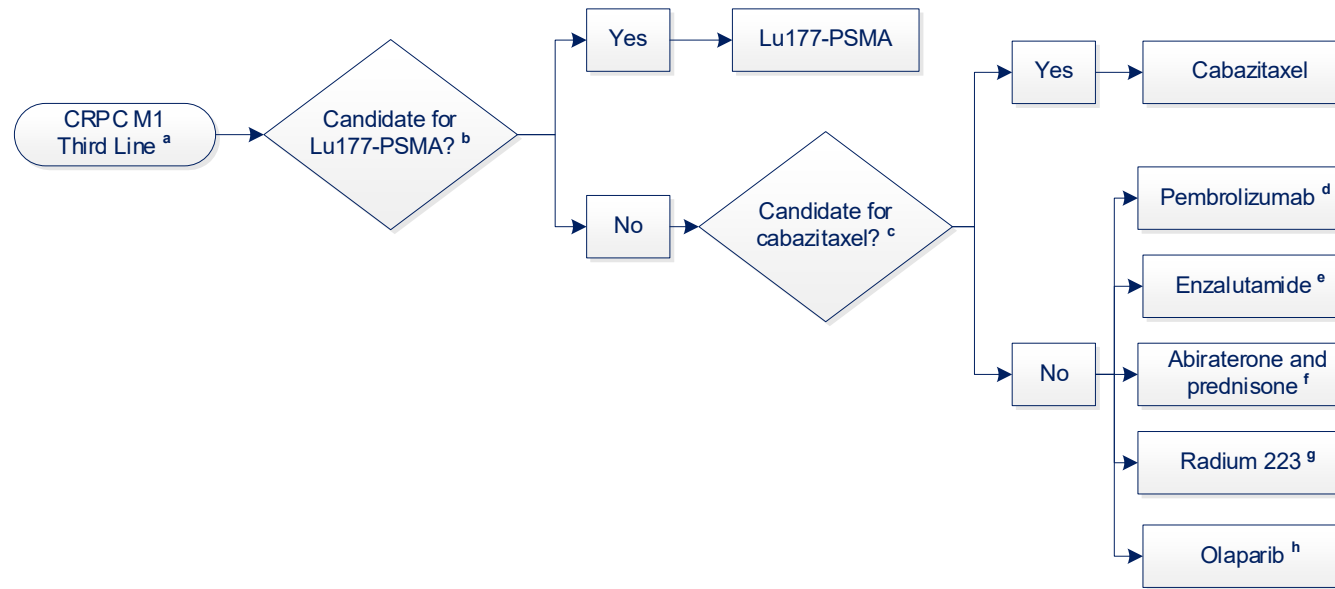 CRPC M1
Third Line a
Candidate for
Lu177-PSMA? b
Yes
Lu177-PSMA
No
Candidate for
cabazitaxel? c
Yes
Cabazitaxel
No
Pembrolizumab d
Enzalutamide e
Abiraterone and
prednisone f
Radium 223 g
Olaparib h